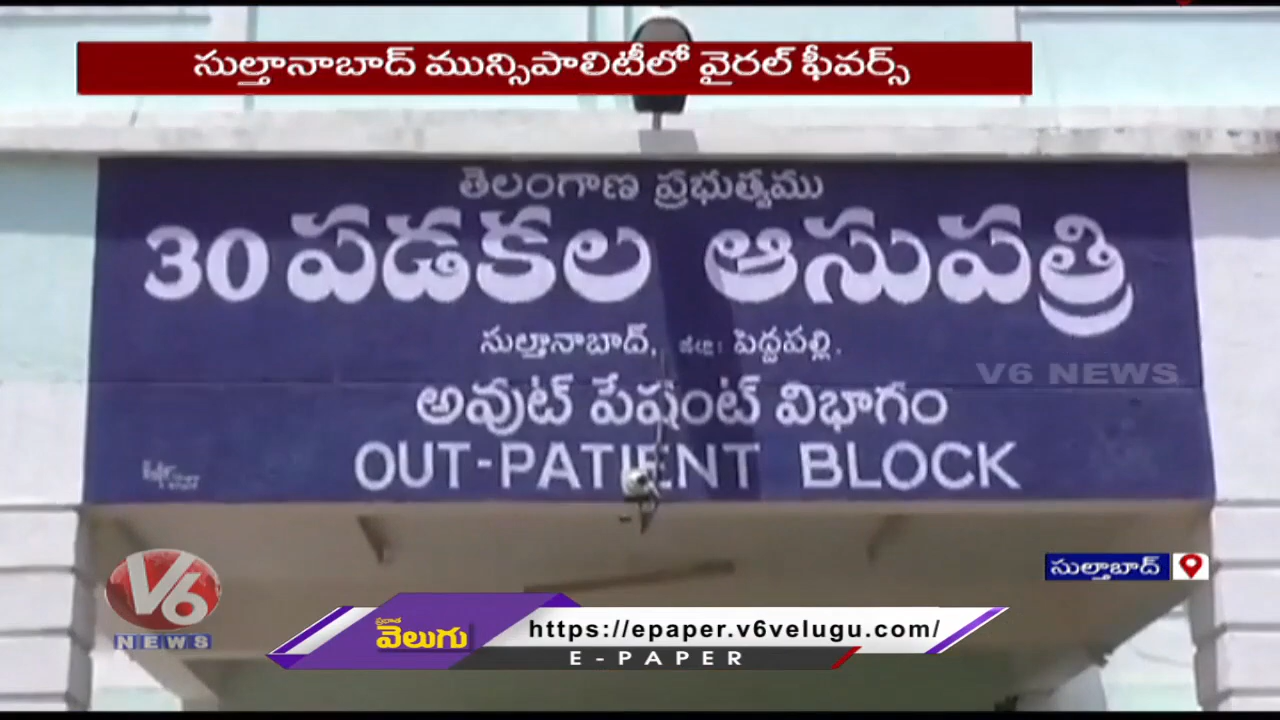 సుల్తానాబాద్ మున్సిపాలిటీలో వైరల్ ఫీవర్స్
తెలంగాణ ప్రభుత్వము
30 పడకల ఆసుపత్రి
సుల్తానాబాద్, జిల్లా: పెద్దపల్లి.
V6 NEWS
అవుట్ పేషంట్ విభాగం
OUT-PATIENT BLOCK
సుల్తాబాద్
V6
NEWS
ప్రభాత
వెలుగు
https://epaper.v6velugu.com/
E-PAPER